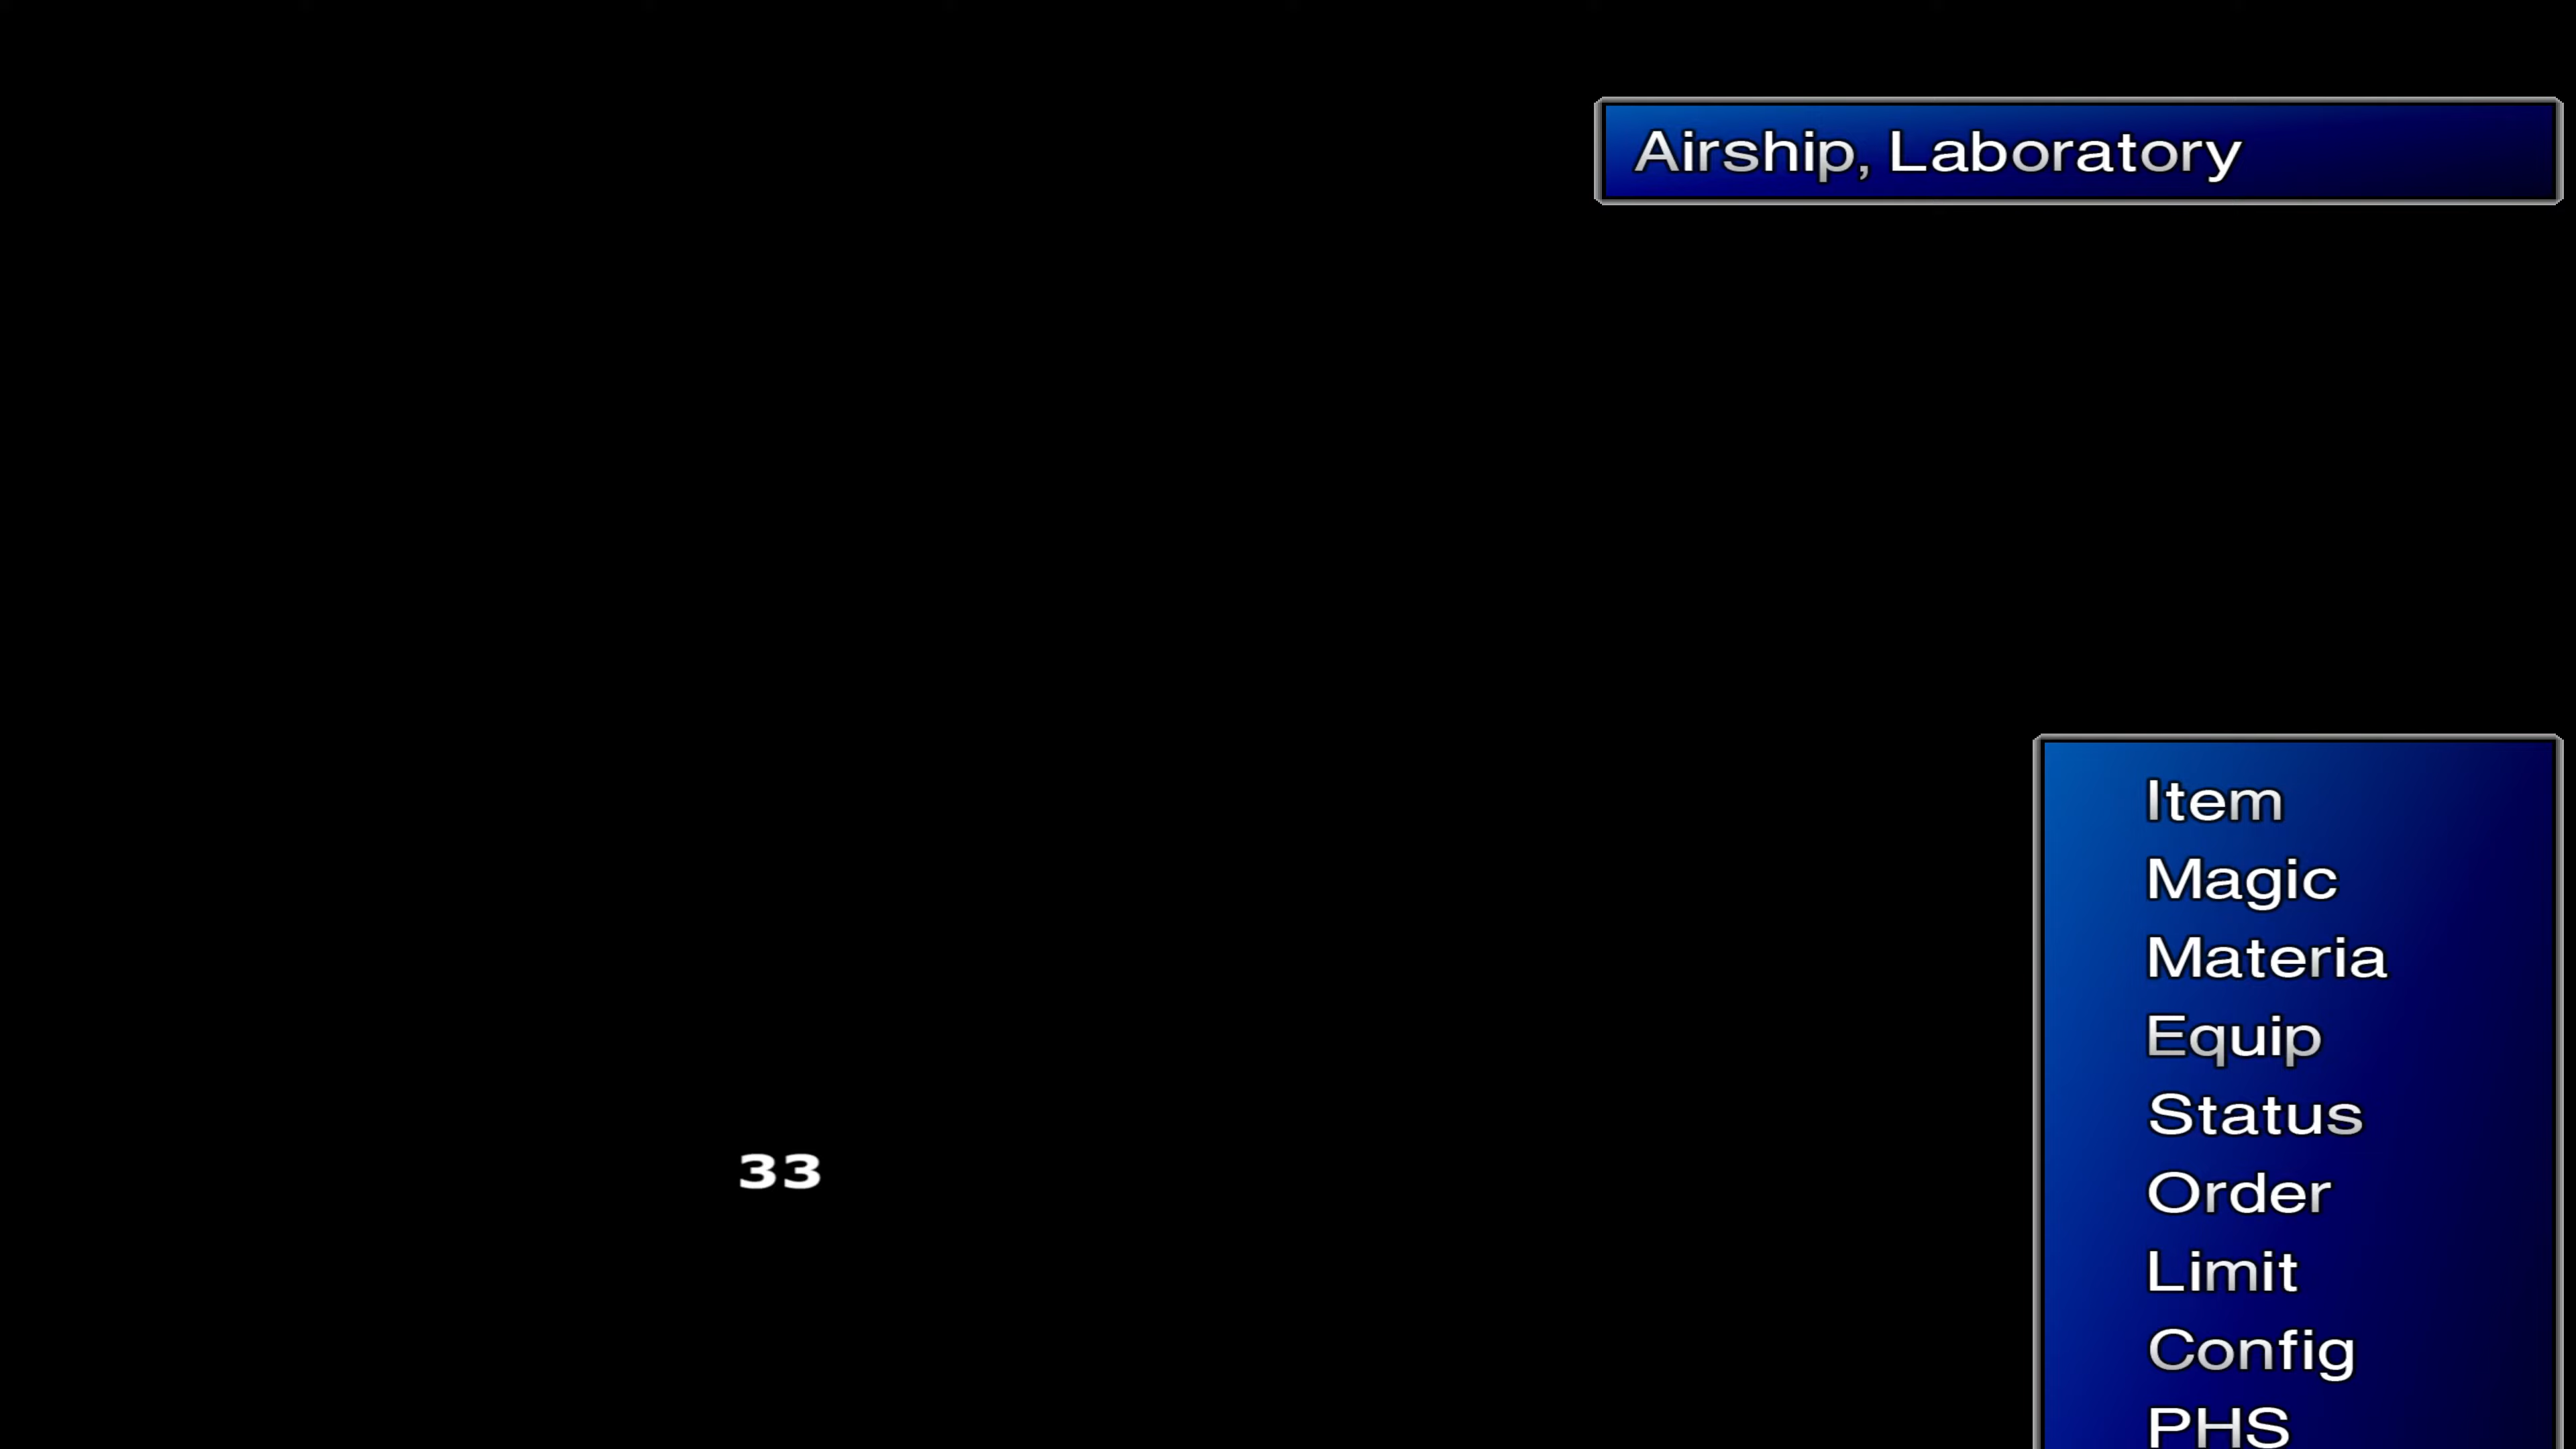 Airship, Laboratory
Item
Magic
Materia
Equip
Status
33
Order
Limit
Config
PHS